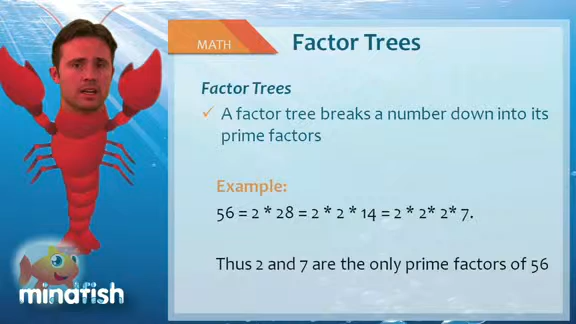 MATH
Factor Trees
Factor Trees
✓ A factor tree breaks a number down into its
prime factors
Example:
56 = 2 * 28 = 2 * 2 * 14 = 2 * 2* 2* 7.
Thus 2 and 7 are the only prime factors of 56
mindfish